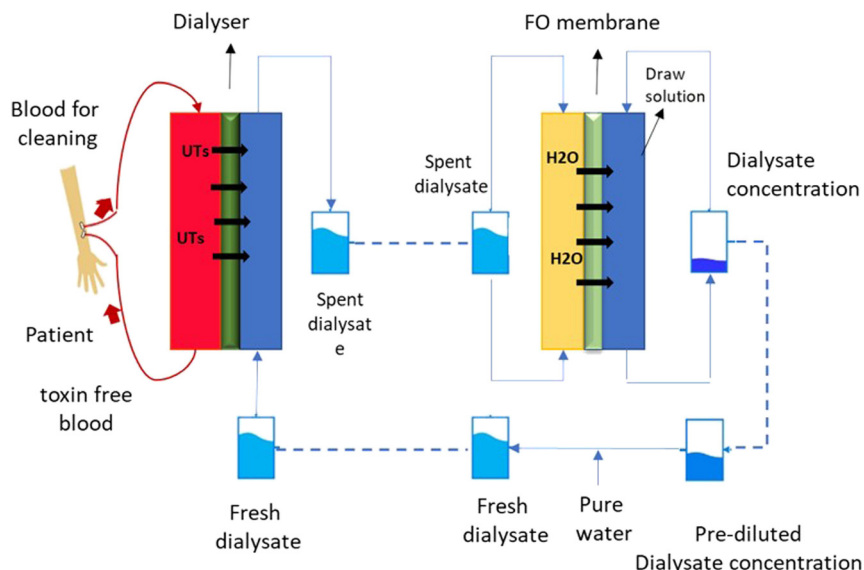 Dialyser
FO membrane
Draw
solution
Blood for
cleaning
UTs
UTs
Spent
dialysate
H2O
H2O
Dialysate
concentration
Spent
dialysat
e
Patient
toxin free
blood
Fresh
dialysate
Fresh
dialysate
Pure
water
Pre-diluted
Dialysate concentration